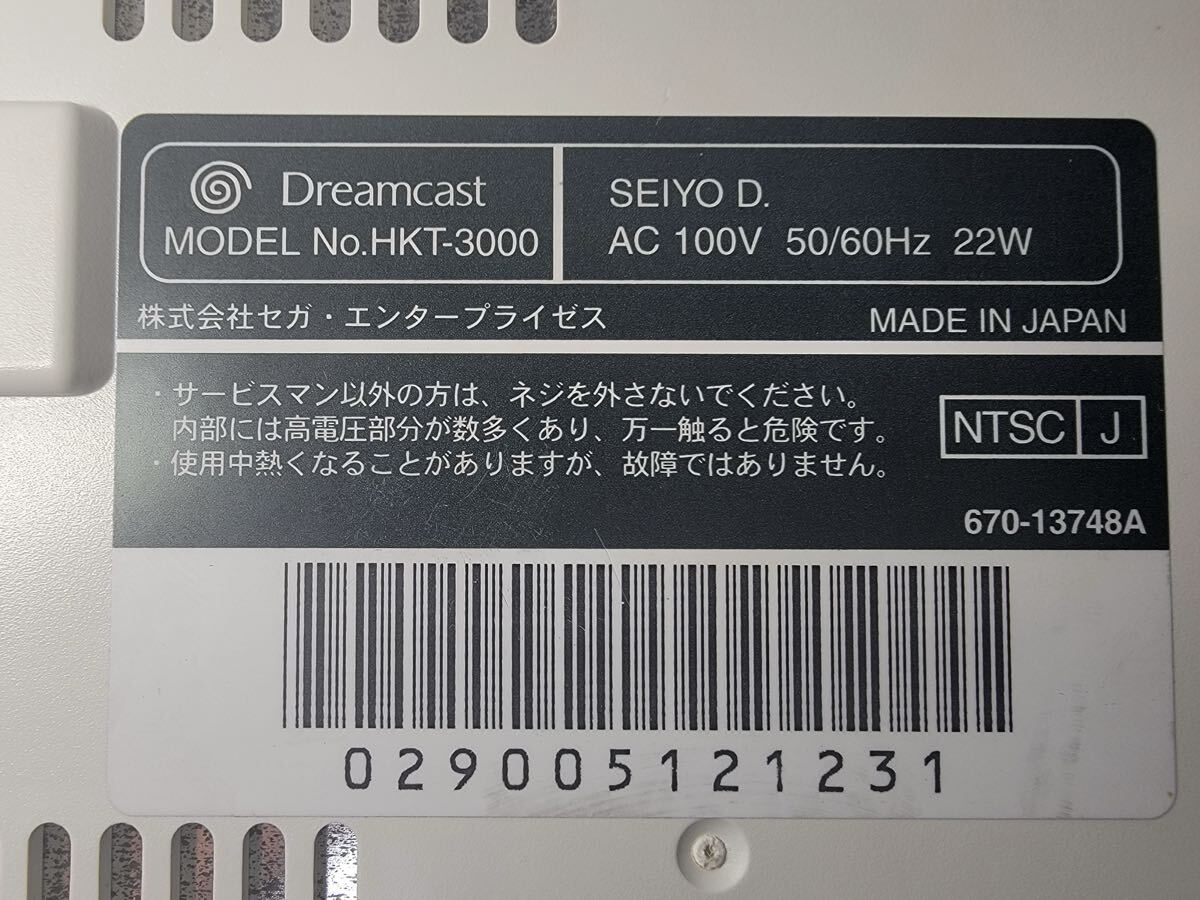 Dreamcast
MODEL No.HKT-3000
SEIYO D.
AC 100V 50/60Hz 22W
株式会社セガ・エンタープライゼス
MADE IN JAPAN
・サービスマン以外の方は、ネジを外さないでください。
内部には高電圧部分が数多くあり、万一触ると危険です。
・使用中熱くなることがありますが、故障ではありません。
NTSC J
670-13748A
029005121231